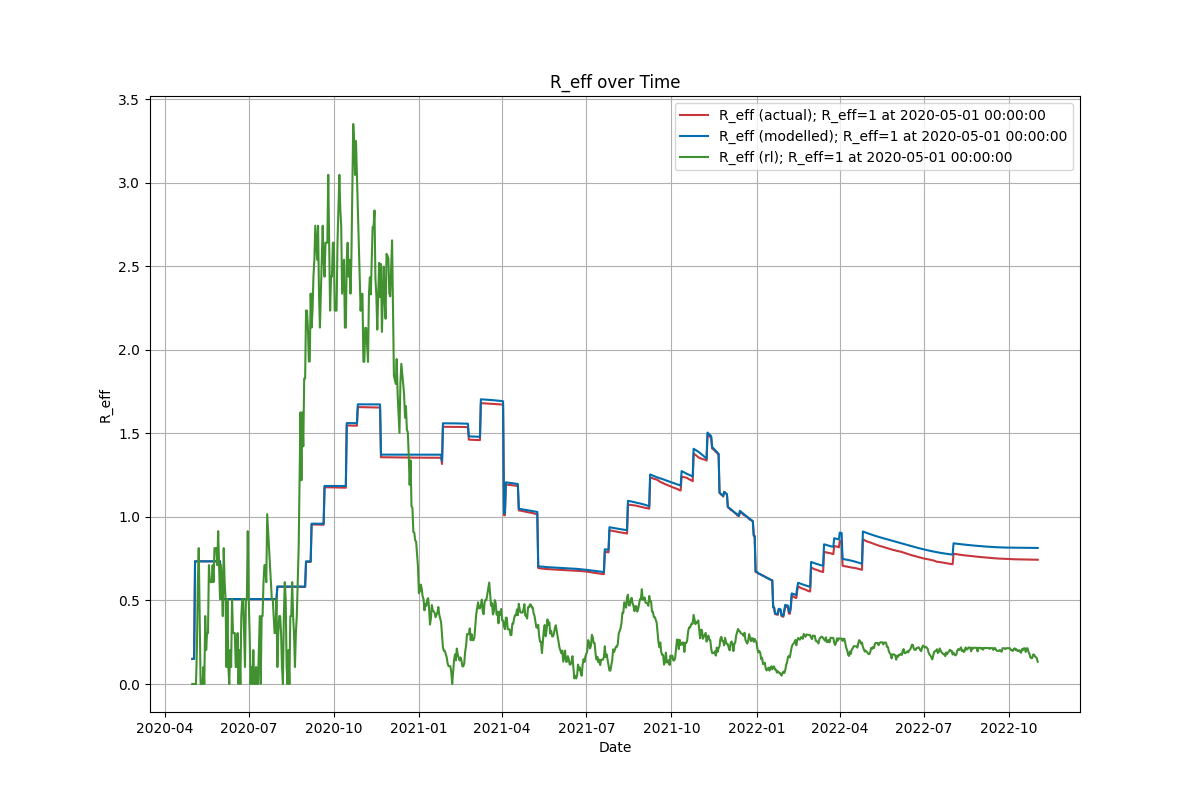 R_eff over Time
R_eff (actual); R_eff=1 at 2020-05-01 00:00:00
R_eff (modelled); R_eff=1 at 2020-05-01 00:00:00
R_eff (rl); R_eff=1 at 2020-05-01 00:00:00
3.5
3.0
2.5
2.0
1.5
1.0
0.5
0.0
R_eff
2020-04 2020-07 2020-10 2021-01 2021-04 2021-07 2021-10 2022-01 2022-04 2022-07 2022-10
Date